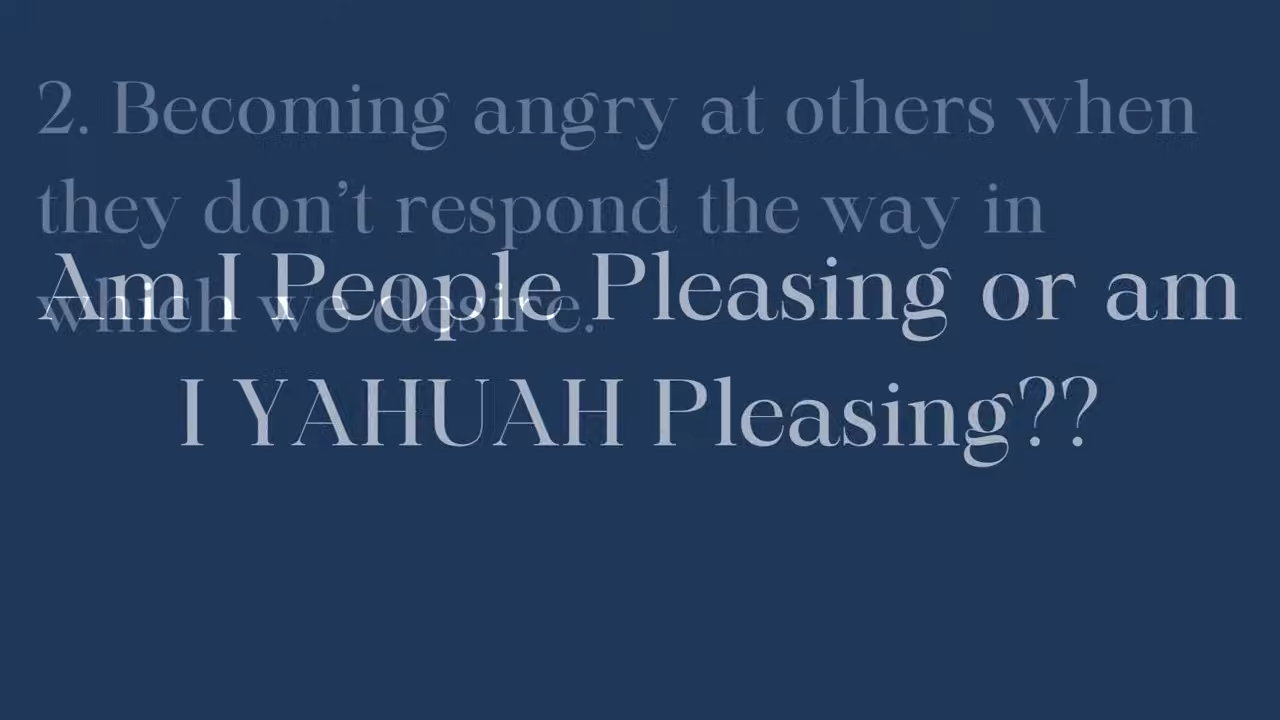 2. Becoming angry at others when
they don’t respond the way in
which we desire.
Am I People Pleasing or am
I YAHUAH Pleasing??